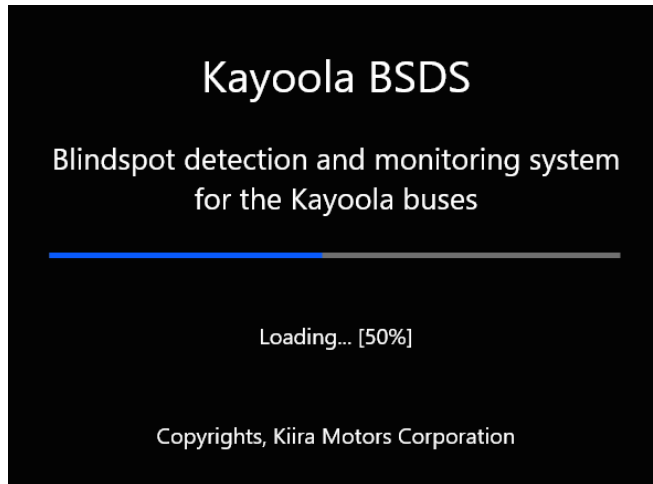 Kayoola BSDS
Blindspot detection and monitoring system
for the Kayoola buses
Loading... [50%]
Copyrights, Kiira Motors Corporation